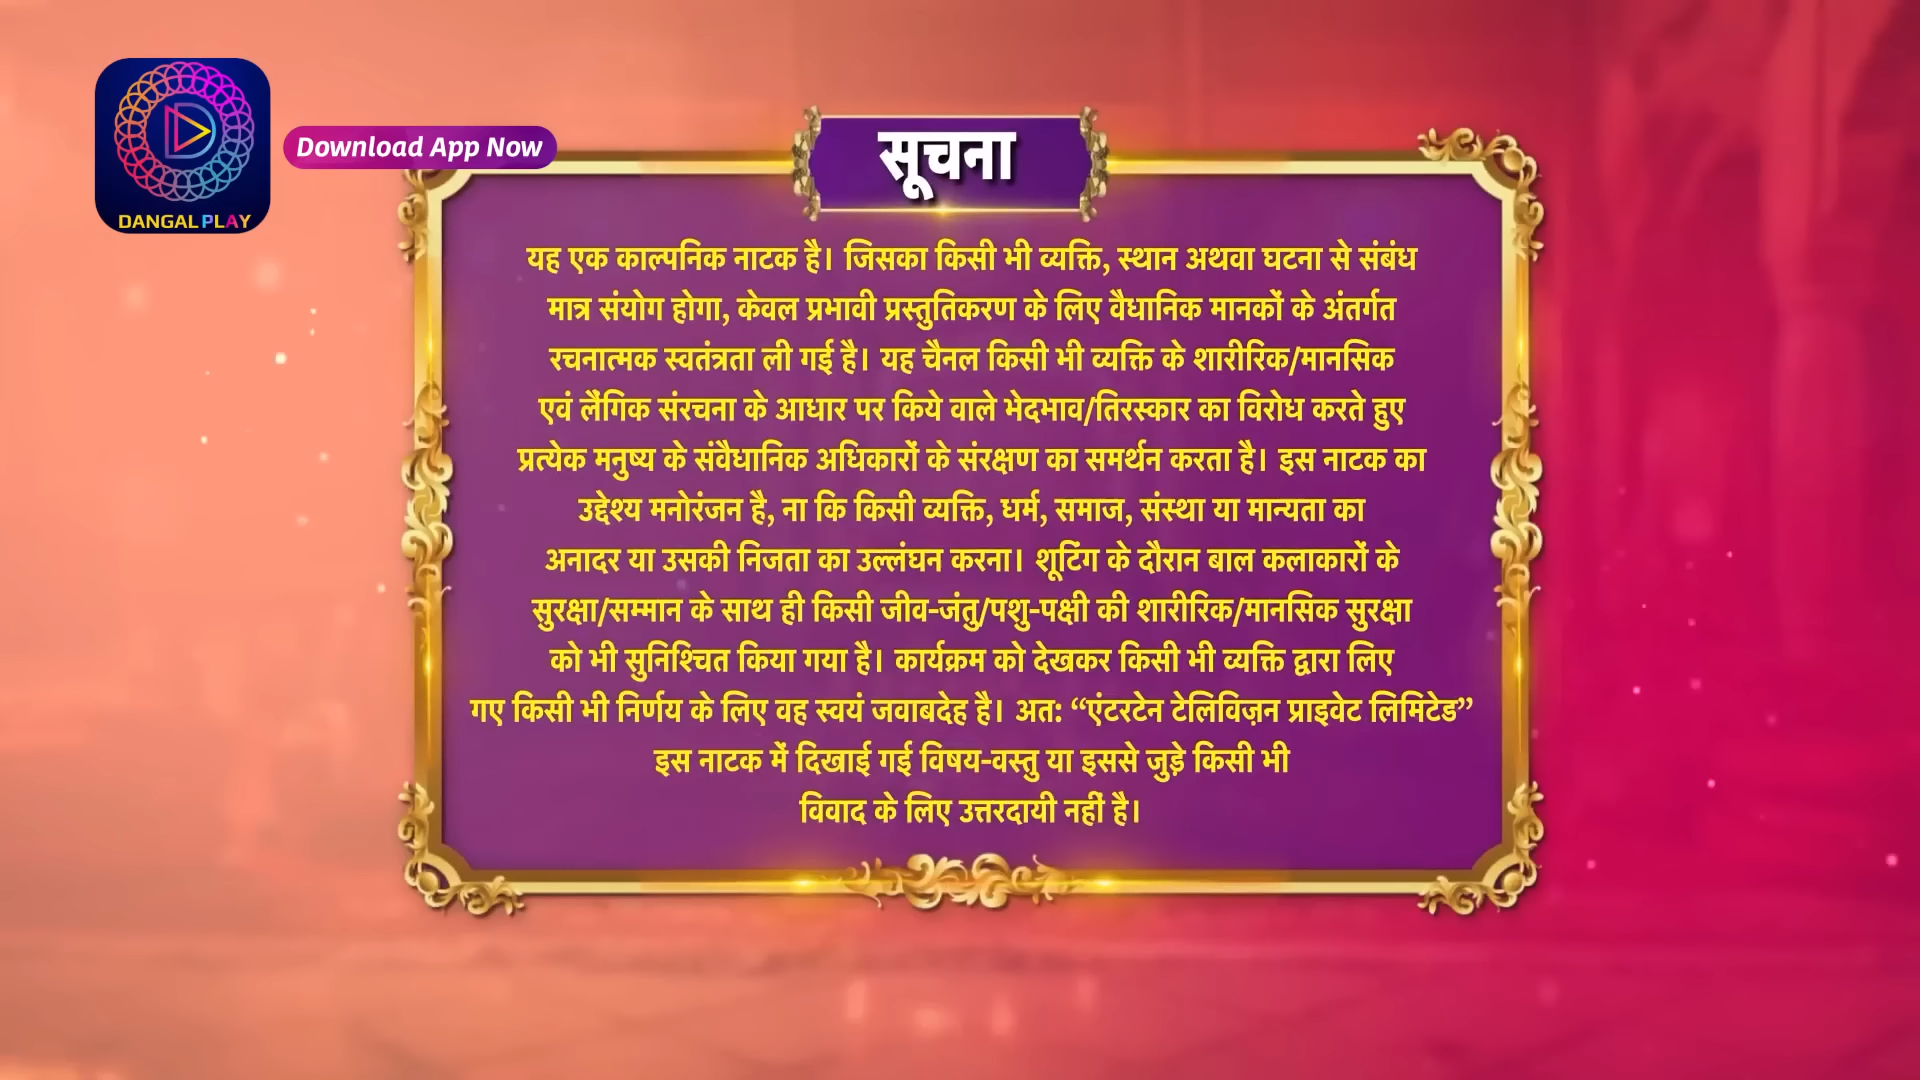 DANGAL PLAY
Download App Now
सूचना
यह एक काल्पनिक नाटक है। जिसका किसी भी व्यक्ति, स्थान अथवा घटना से संबंध
मात्र संयोग होगा, केवल प्रभावी प्रस्तुतिकरण के लिए वैधानिक मानकों के अंतर्गत
रचनात्मक स्वतंत्रता ली गई है। यह चैनल किसी भी व्यक्ति के शारीरिक/मानसिक
एवं लैंगिक संरचना के आधार पर किये वाले भेदभाव/तिरस्कार का विरोध करते हुए
प्रत्येक मनुष्य के संवैधानिक अधिकारों के संरक्षण का समर्थन करता है। इस नाटक का
उद्देश्य मनोरंजन है, ना कि किसी व्यक्ति, धर्म, समाज, संस्था या मान्यता का
अनादर या उसकी निजता का उल्लंघन करना। शूटिंग के दौरान बाल कलाकारों के
सुरक्षा/सम्मान के साथ ही किसी जीव-जंतु/पशु-पक्षी की शारीरिक/मानसिक सुरक्षा
को भी सुनिश्चित किया गया है। कार्यक्रम को देखकर किसी भी व्यक्ति द्वारा लिए
गए किसी भी निर्णय के लिए वह स्वयं जवाबदेह है। अत: “एंटरटेन टेलिविज़न प्राइवेट लिमिटेड”
इस नाटक में दिखाई गई विषय-वस्तु या इससे जुड़े किसी भी
विवाद के लिए उत्तरदायी नहीं है।